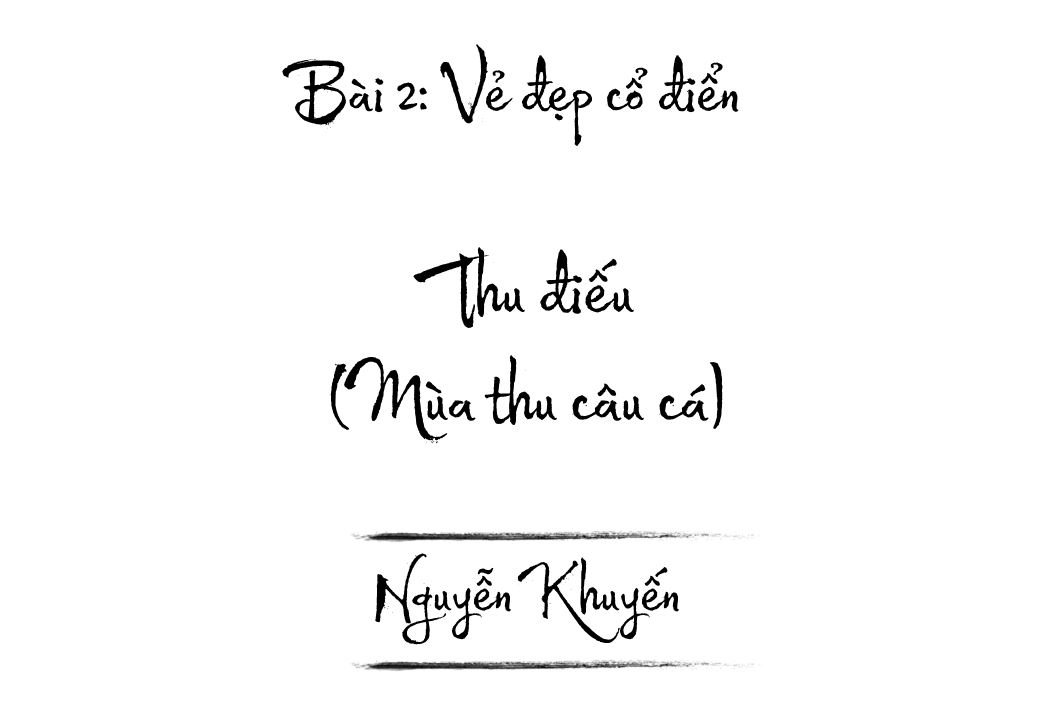 Bài 2: Vẻ đẹp cổ điển
Thu điếu
(Mùa thu câu cá)
Nguyễn Khuyến